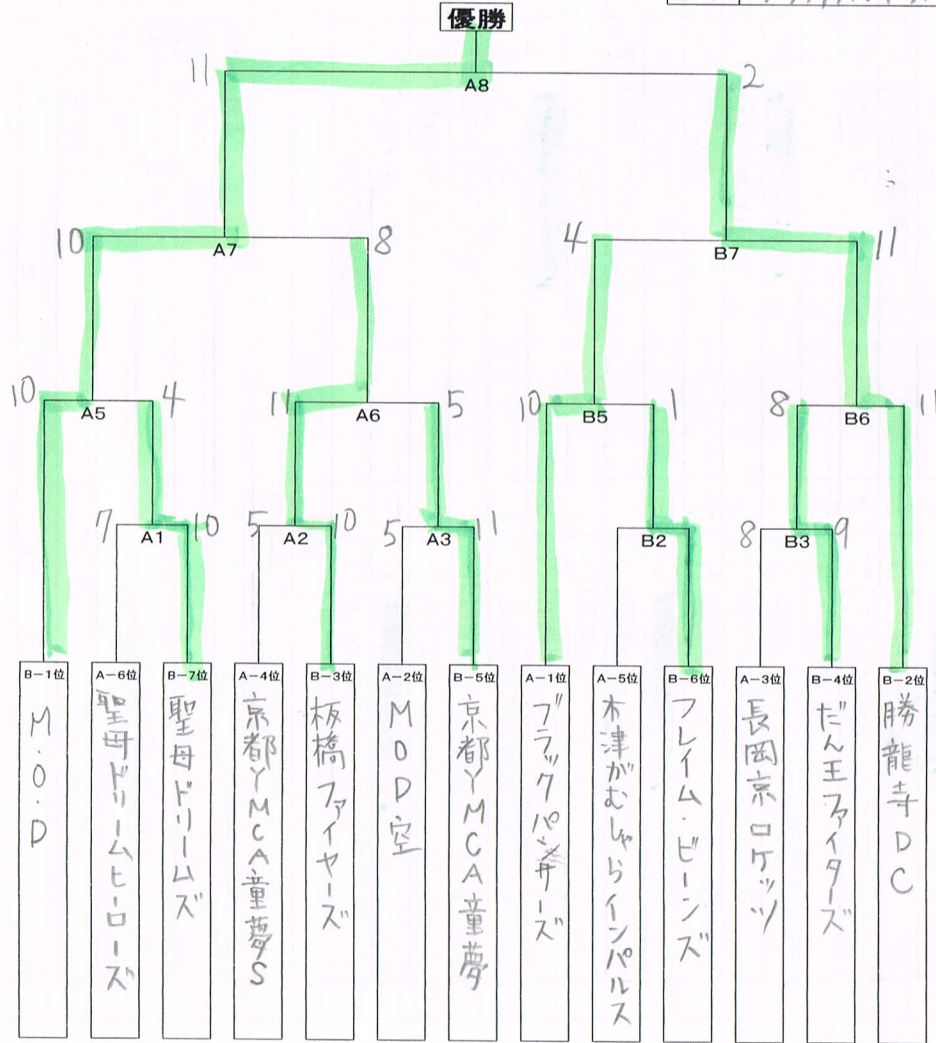 優勝
11 A8 2
10 A7 8
4 B7 11
10 A5 4
11 A6 5
10 B5 1
8 B6 11
7 A1 10
5 A2 10
5 A3 11
B2
8 B3 9
B-1位
M.O.D
A-6位
聖母ドリームヒーローズ
B-7位
聖母ドリームズ
A-4位
京都YMCA童夢S
B-3位
板橋ファイヤーズ
A-2位
MOD空
B-5位
京都YMCA童夢
A-1位
ブラックパンサーズ
A-5位
木津がむしゃらインパルス
B-6位
フレイム・ビーンズ
A-3位
長岡京ロケッツ
B-4位
だん王ファイターズ
B-2位
勝龍寺DC